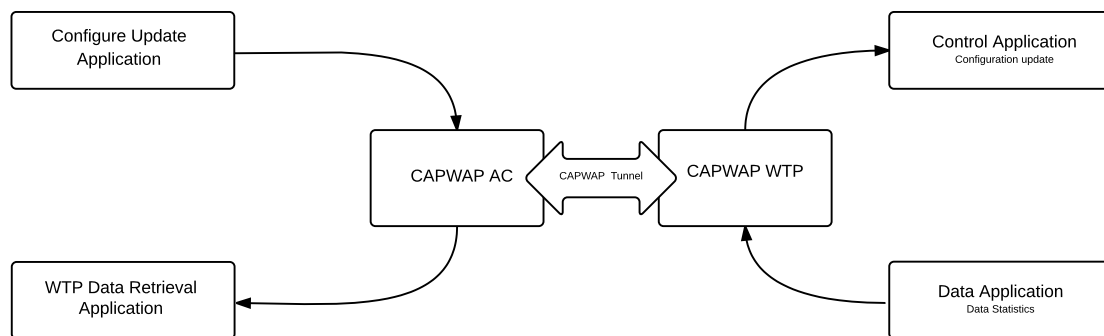 Configure Update
Application
Control Application
Configuration update
CAPWAP AC
CAPWAP Tunnel
CAPWAP WTP
WTP Data Retrieval
Application
Data Application
Data Statistics